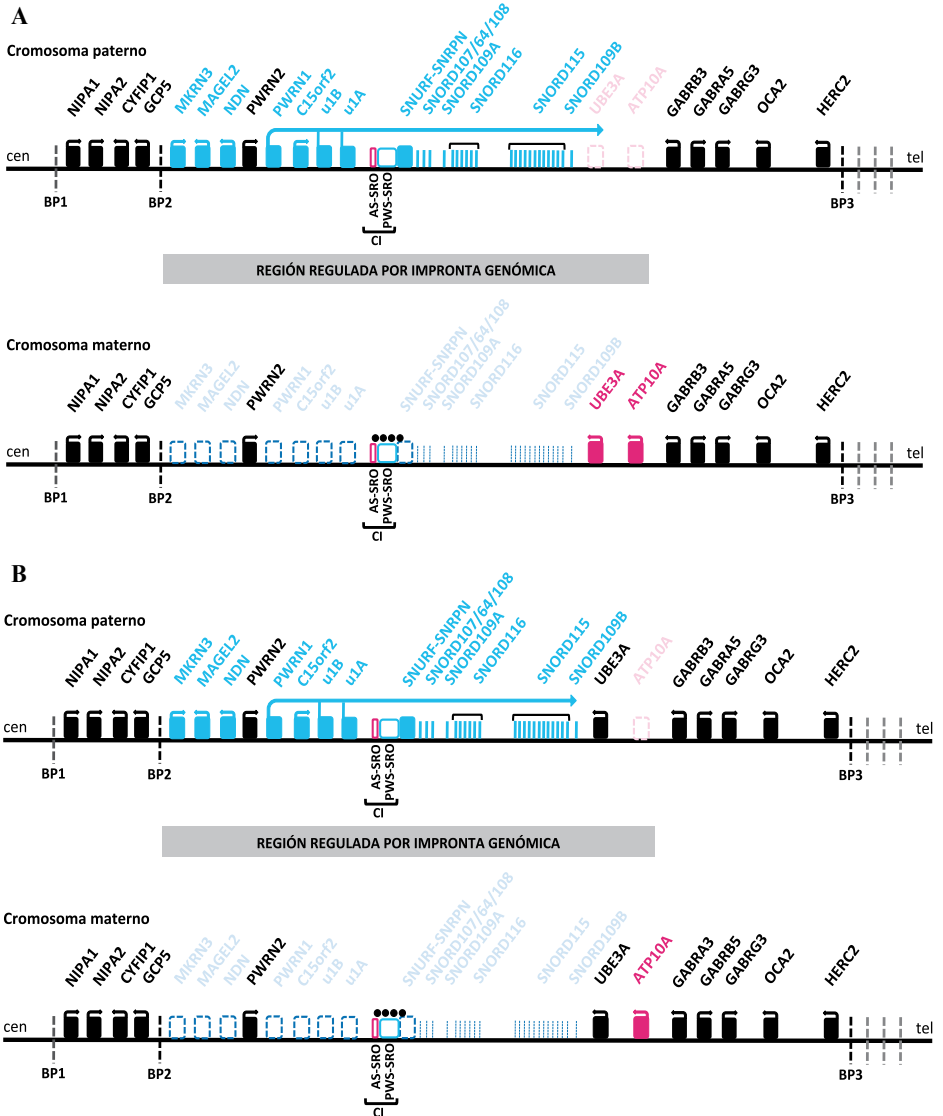 A
Cromosoma paterno
NIPA1 NIPA2 CYFIP1 GCP5 MKRN3 MAGEL2 NDN PWRN2 PWRN1 C15orf2 u1B u1A SNURF-SNRPN SNORD107/64/108 SNORD109A SNORD116 SNORD115 SNORD109B UBE3A ATP10A GABRB3 GABRA5 GABRG3 OCA2 HERC2
cen tel
BP1 BP2 AS-SRO PWS-SRO BP3
CI
REGIÓN REGULADA POR IMPRONTA GENÓMICA
Cromosoma materno
NIPA1 NIPA2 CYFIP1 GCP5 MKRN3 MAGEL2 NDN PWRN2 PWRN1 C15orf2 u1B u1A SNURF-SNRPN SNORD107/64/108 SNORD109A SNORD116 SNORD115 SNORD109B UBE3A ATP10A GABRB3 GABRA5 GABRG3 OCA2 HERC2
cen tel
BP1 BP2 AS-SRO PWS-SRO BP3
CI
B
Cromosoma paterno
NIPA1 NIPA2 CYFIP1 GCP5 MKRN3 MAGEL2 NDN PWRN2 PWRN1 C15orf2 u1B u1A SNURF-SNRPN SNORD107/64/108 SNORD109A SNORD116 SNORD115 SNORD109B UBE3A ATP10A GABRB3 GABRA5 GABRG3 OCA2 HERC2
cen tel
BP1 BP2 AS-SRO PWS-SRO BP3
CI
REGIÓN REGULADA POR IMPRONTA GENÓMICA
Cromosoma materno
NIPA1 NIPA2 CYFIP1 GCP5 MKRN3 MAGEL2 NDN PWRN2 PWRN1 C15orf2 u1B u1A SNURF-SNRPN SNORD107/64/108 SNORD109A SNORD116 SNORD115 SNORD109B UBE3A ATP10A GABRA3 GABRB5 GABRG3 OCA2 HERC2
cen tel
BP1 BP2 AS-SRO PWS-SRO BP3
CI